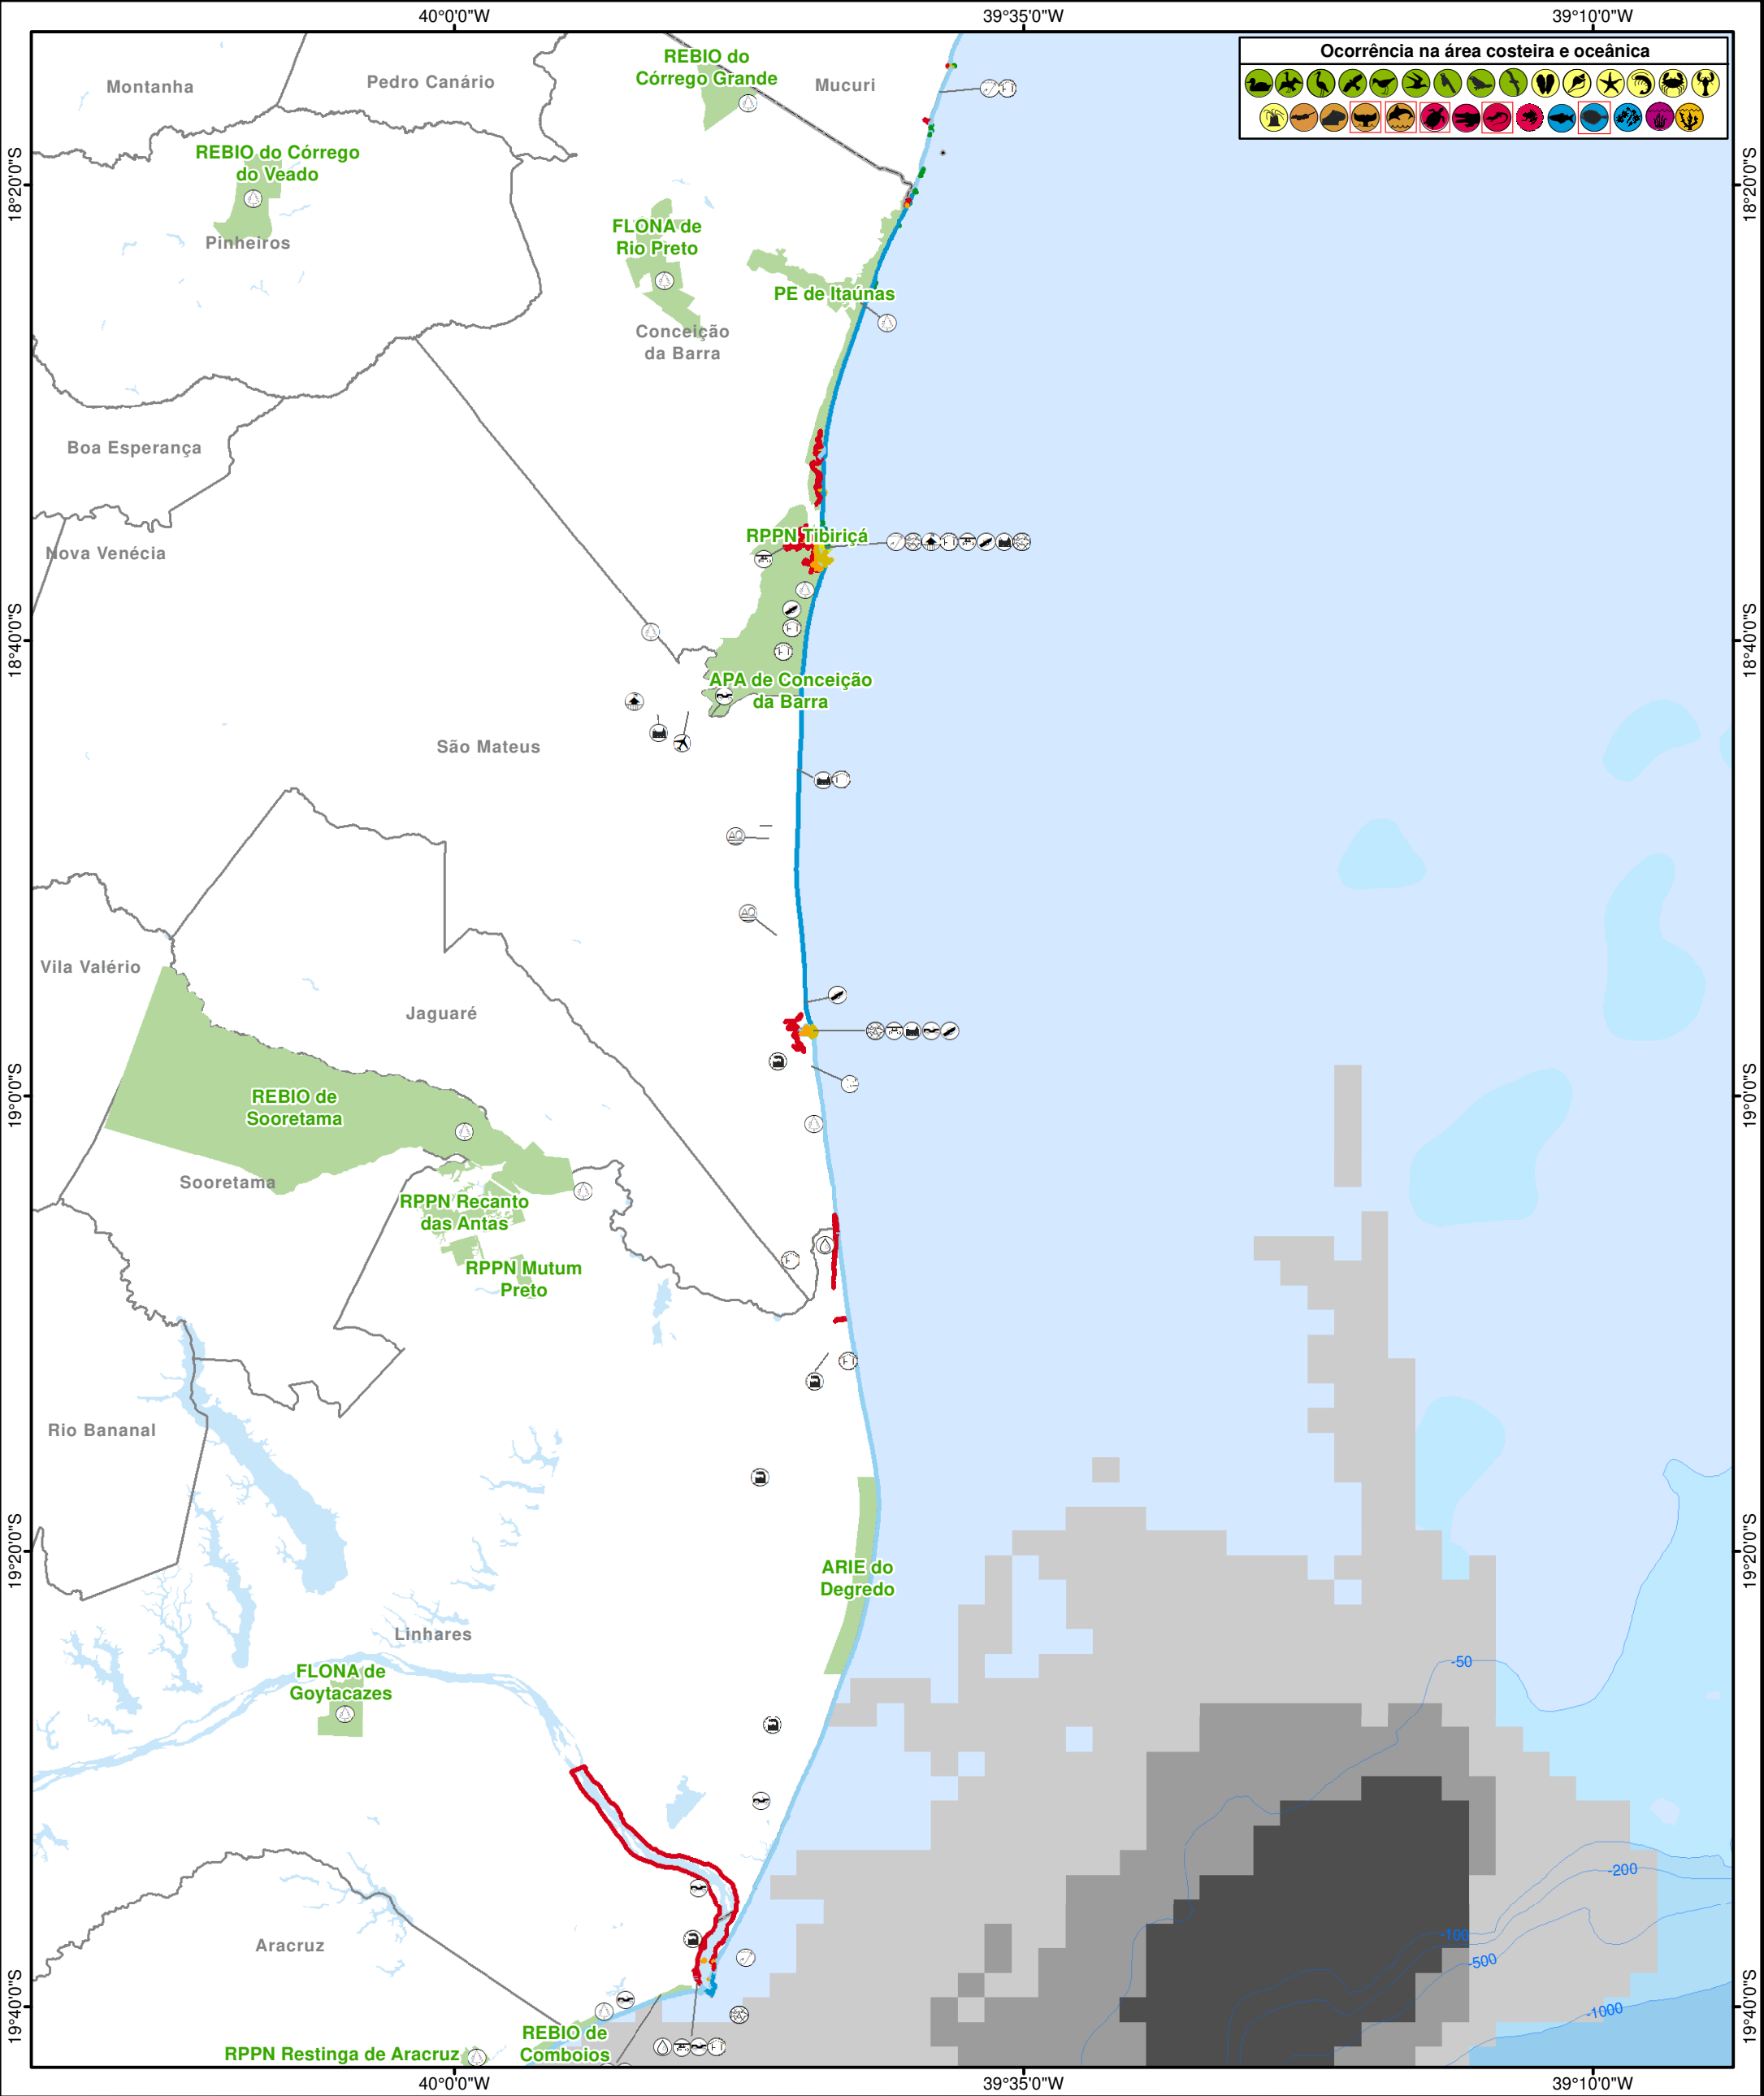 40°0'0"W
39°35'0"W
39°10'0"W
Ocorrência na área costeira e oceânica
REBIO do
Córrego Grande
Mucuri
Montanha
Pedro Canário
REBIO do Córrego
do Veado
18°20'0"S
18°20'0"S
FLONA de
Rio Preto
Pinheiros
PE de Itaúnas
Conceição
da Barra
Boa Esperança
RPPN Tibiriçá
Nova Venécia
18°40'0"S
18°40'0"S
APA de Conceição
da Barra
São Mateus
AQ
AQ
Vila Valério
Jaguaré
REBIO de
Sooretama
19°0'0"S
19°0'0"S
Sooretama
RPPN Recanto
das Antas
RPPN Mutum
Preto
Rio Bananal
19°20'0"S
19°20'0"S
ARIE do
Degredo
Linhares
-50
FLONA de
Goytacazes
-200
Aracruz
-100
-500
-1000
19°40'0"S
19°40'0"S
REBIO de
Comboios
RPPN Restinga de Aracruz
40°0'0"W
39°35'0"W
39°10'0"W